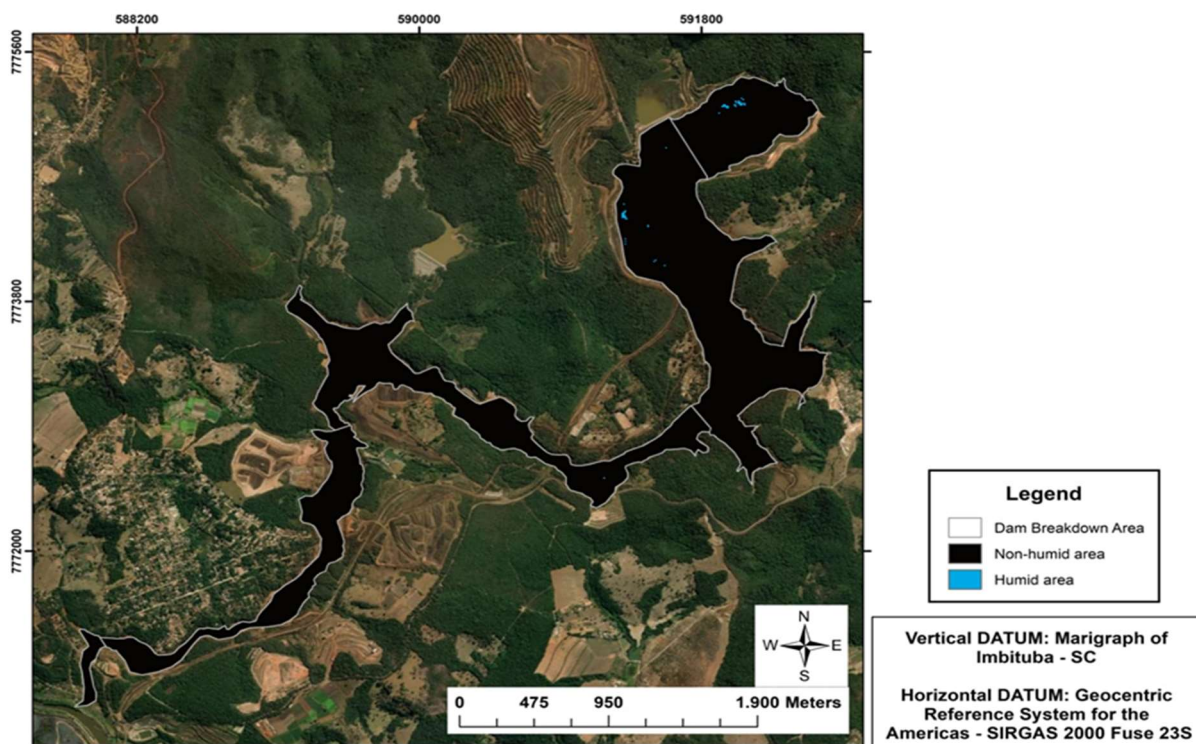 588200
590000
591800
7775600
7773800
7772000
Legend
Dam Breakdown Area
Non-humid area
Humid area
N
W E
S
0 475 950 1.900 Meters
Vertical DATUM: Marigraph of
Imbituba - SC
Horizontal DATUM: Geocentric
Reference System for the
Americas - SIRGAS 2000 Fuse 23S